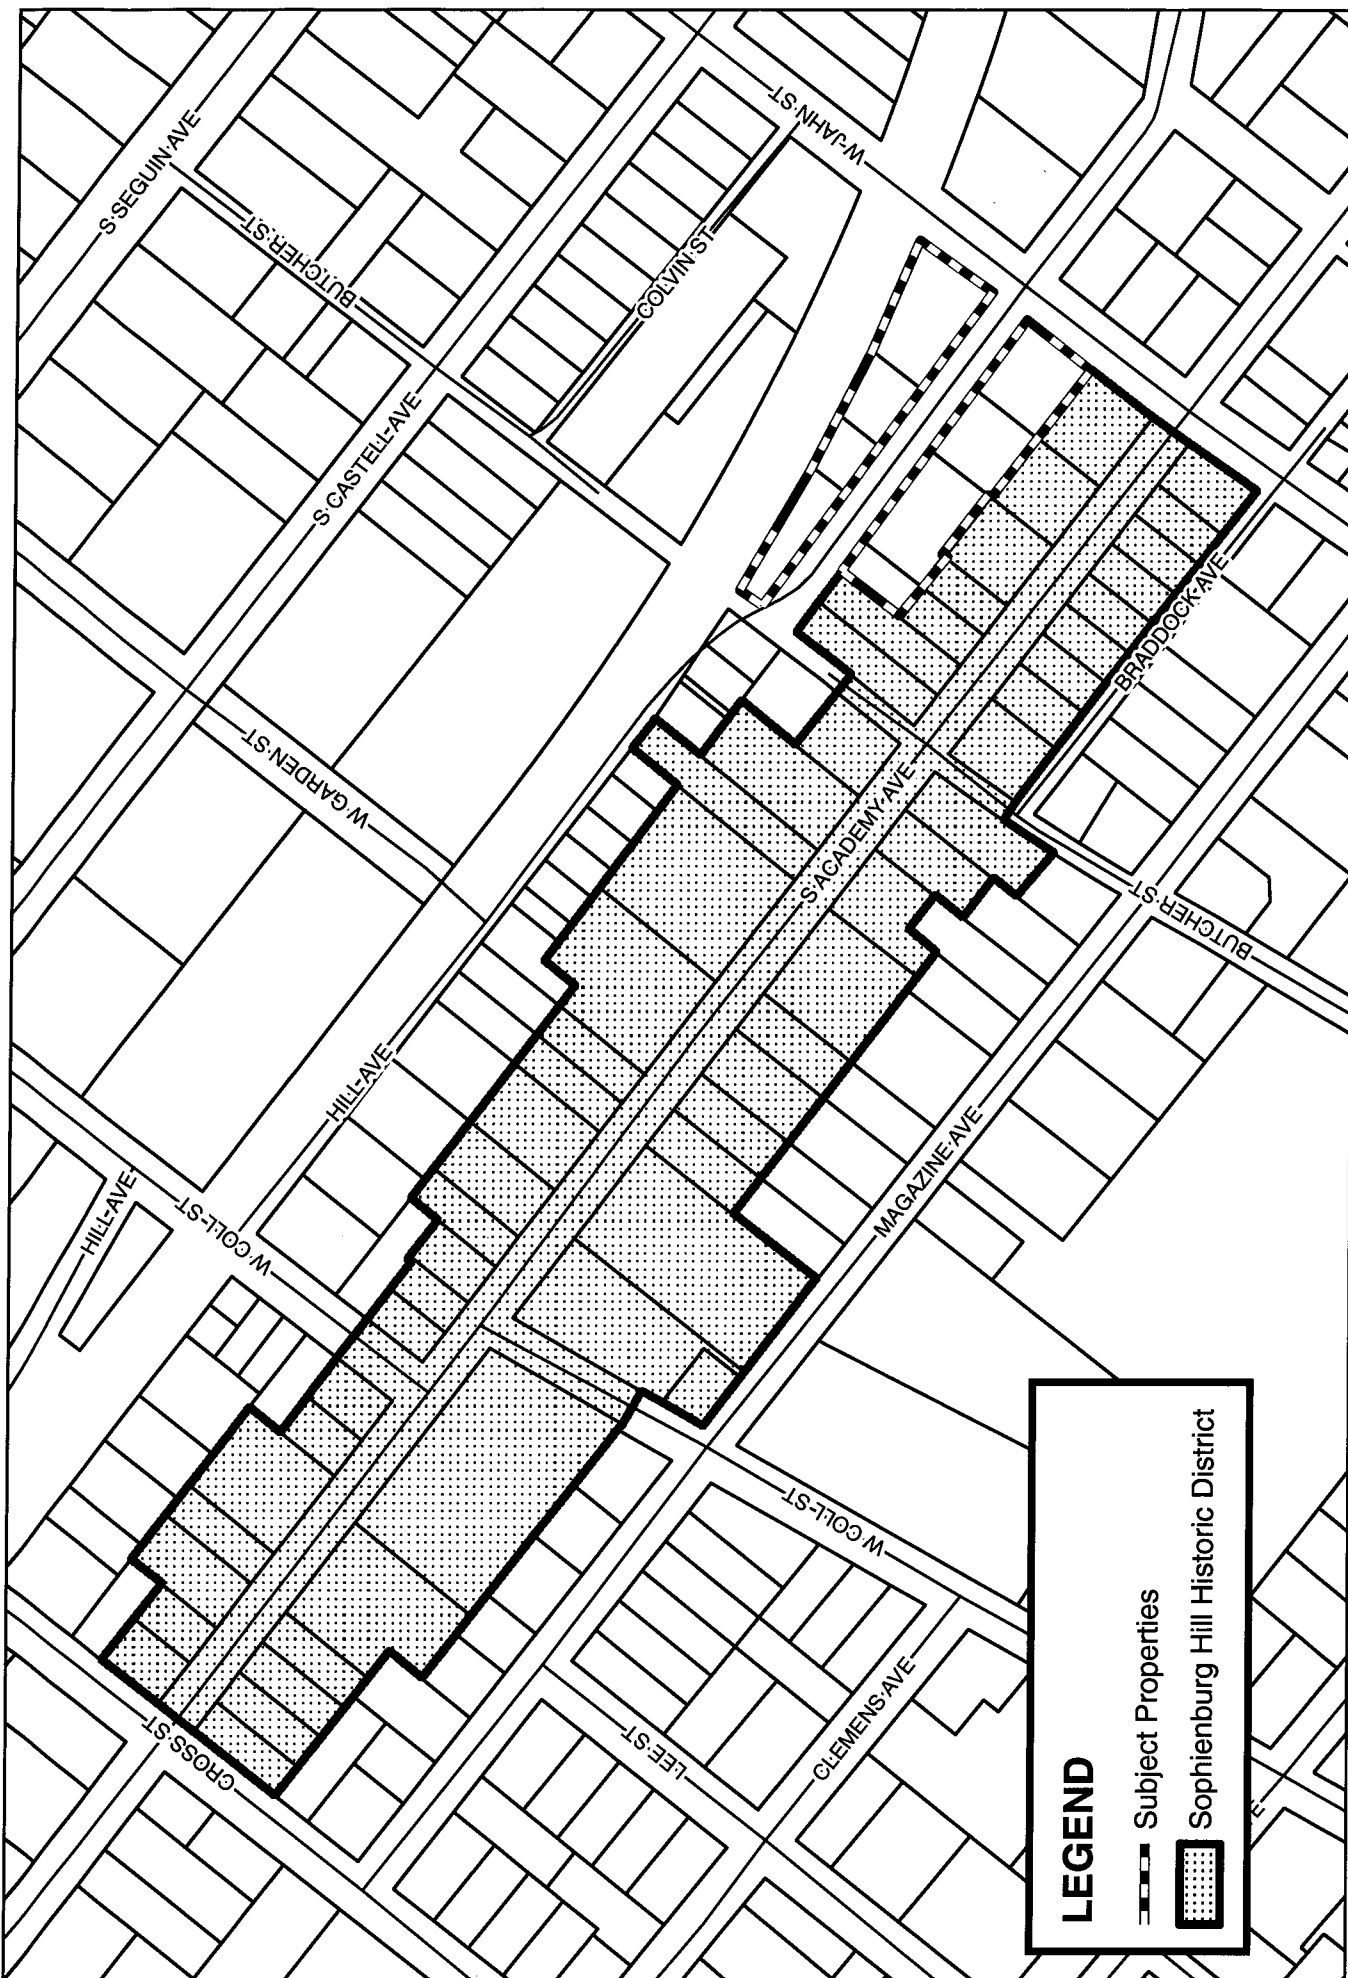 S SEGUIN AVE
BUTCHER ST
W JAHN ST
COLVIN ST
S CASTELL AVE
W GARDEN ST
HILL AVE
HILL AVE
W COLL ST
S ACADEMY AVE
BRADDOCK AVE
BUTCHER ST
MAGAZINE AVE
W COLL ST
CROSS ST
LEE ST
CLEMENS AVE
E
LEGEND
Subject Properties
Sophienburg Hill Historic District